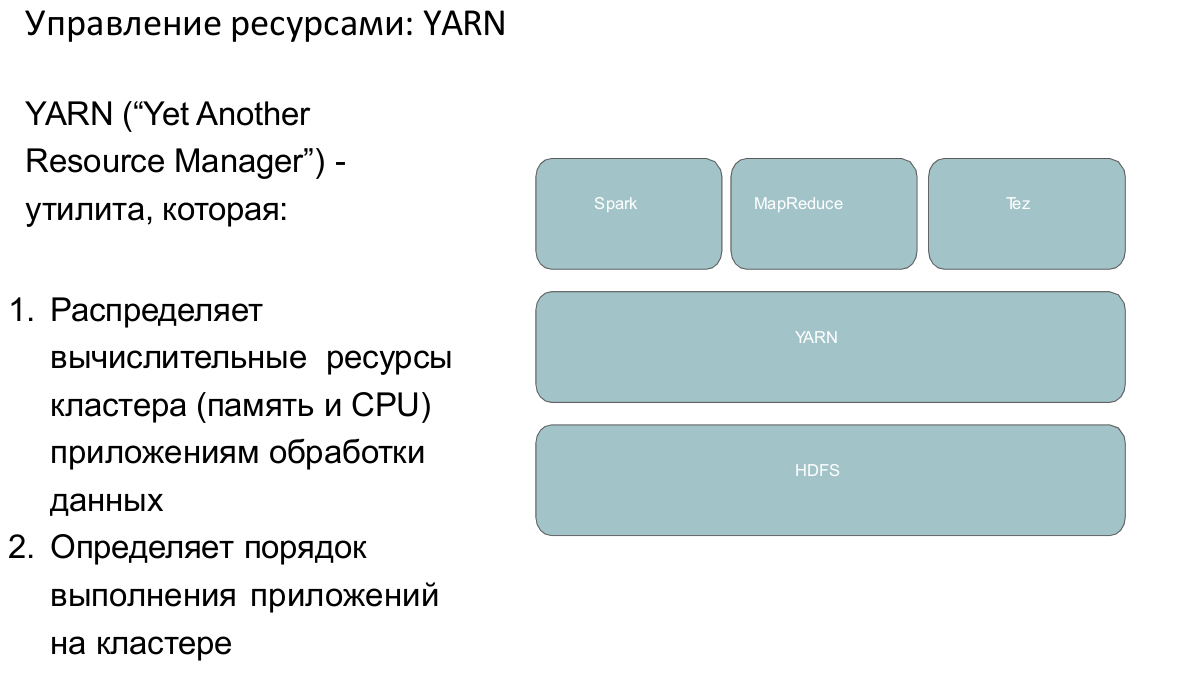 Управление ресурсами: YARN
YARN (“Yet Another
Resource Manager”) -
утилита, которая:
1. Распределяет
вычислительные ресурсы
кластера (память и CPU)
приложениям обработки
данных
2. Определяет порядок
выполнения приложений
на кластере
Spark
MapReduce
Tez
YARN
HDFS